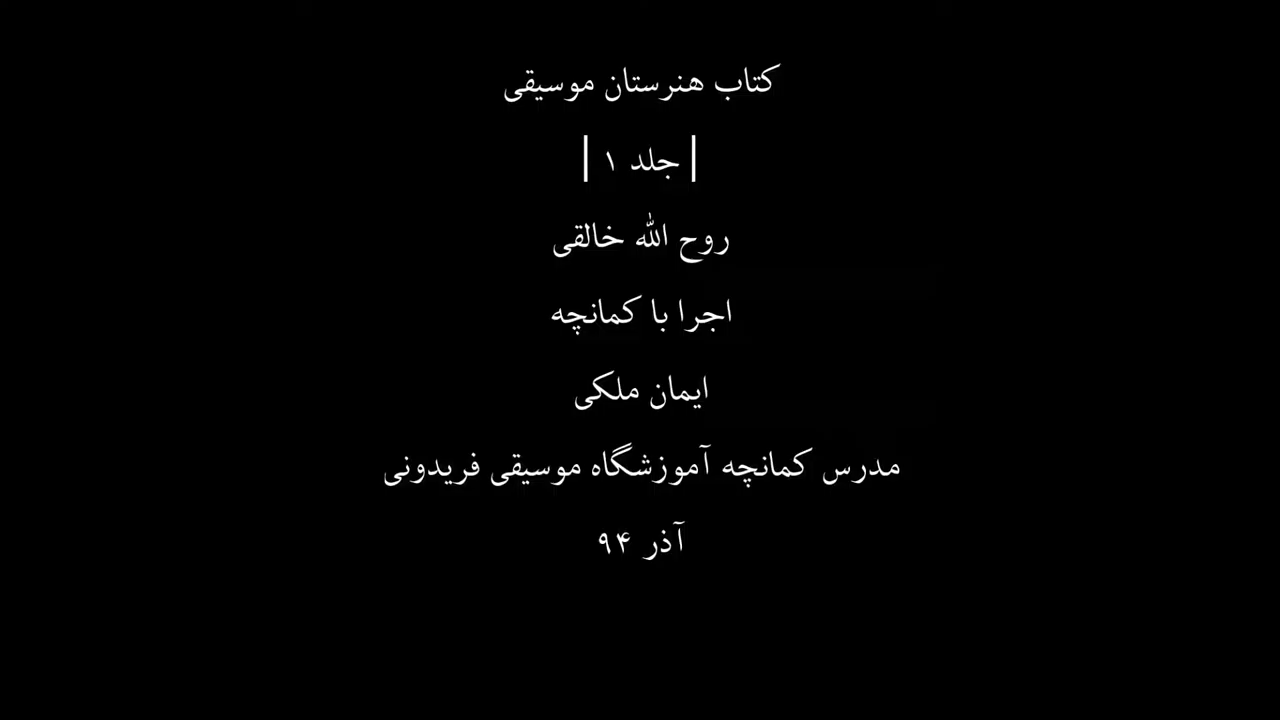 کتاب هنرستان موسیقی
| جلد ۱ |
روح الله خالقی
اجرا با کمانچه
ایمان ملکی
مدرس کمانچه آموزشگاه موسیقی فریدونی
آذر ۹۴